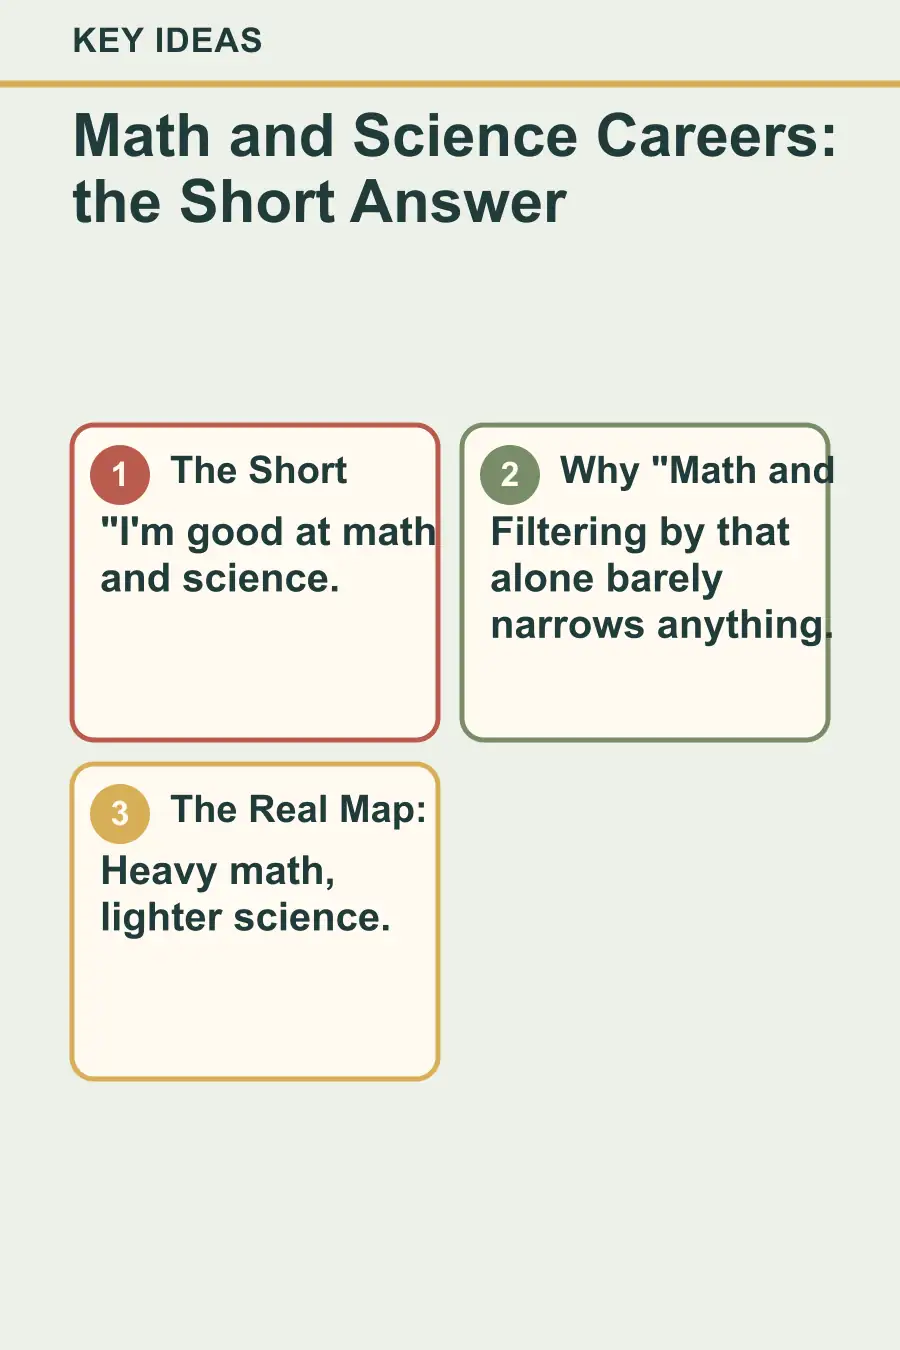 KEY IDEAS
Math and Science Careers:
the Short Answer
1 The Short
"I'm good at math
and science.
2 Why "Math and
Filtering by that
alone barely
narrows anything.
3 The Real Map:
Heavy math,
lighter science.